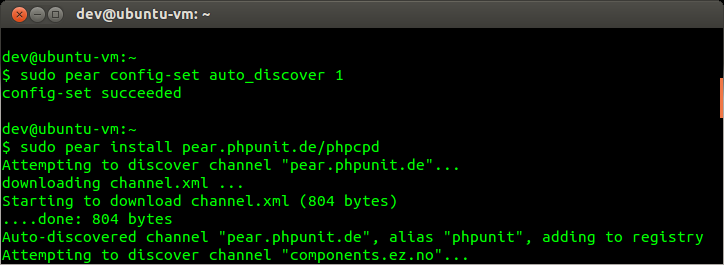 dev@ubuntu-vm: ~
dev@ubuntu-vm:~
$ sudo pear config-set auto_discover 1
config-set succeeded
dev@ubuntu-vm:~
$ sudo pear install pear.phpunit.de/phpcpd
Attempting to discover channel "pear.phpunit.de"...
downloading channel.xml ...
Starting to download channel.xml (804 bytes)
....done: 804 bytes
Auto-discovered channel "pear.phpunit.de", alias "phpunit", adding to registry
Attempting to discover channel "components.ez.no"...